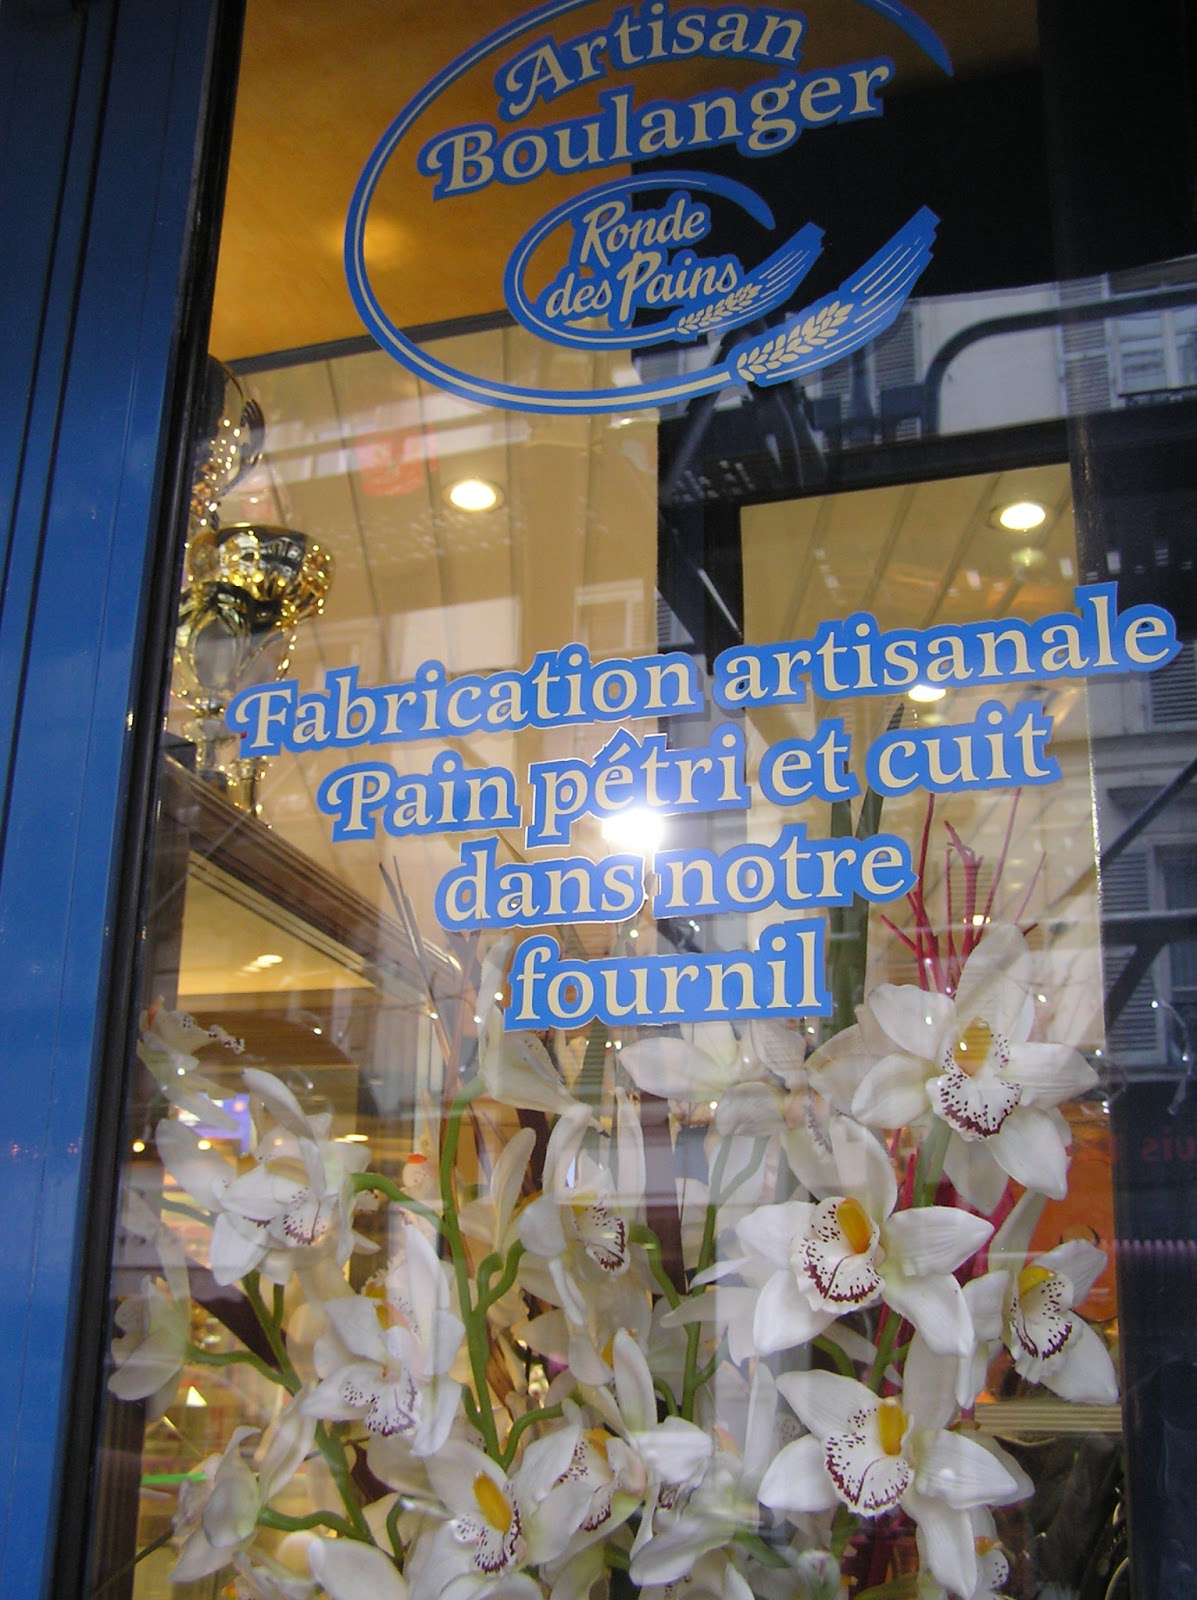 Artisan
Boulanger
Ronde
des Pains
Fabrication artisanale
Pain pétri et cuit
dans notre
fournil